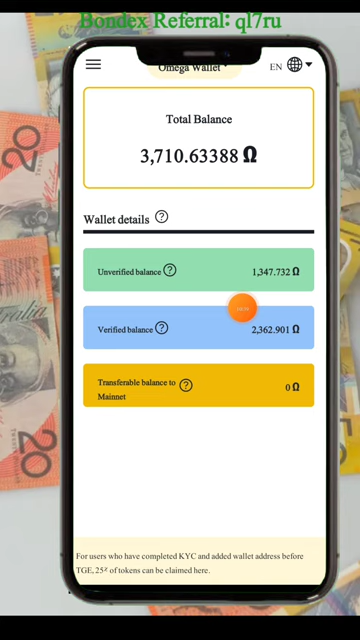 Bondex Referral: ql7ru
Omega Wallet
EN
Total Balance
3,710.63388 Ω
Wallet details ?
Unverified balance ? 1,347.732 Ω
Verified balance ? 2,362.901 Ω
Transferable balance to
Mainnet ? 0 Ω
For users who have completed KYC and added wallet address before
TGE, 25% of tokens can be claimed here.
20
20